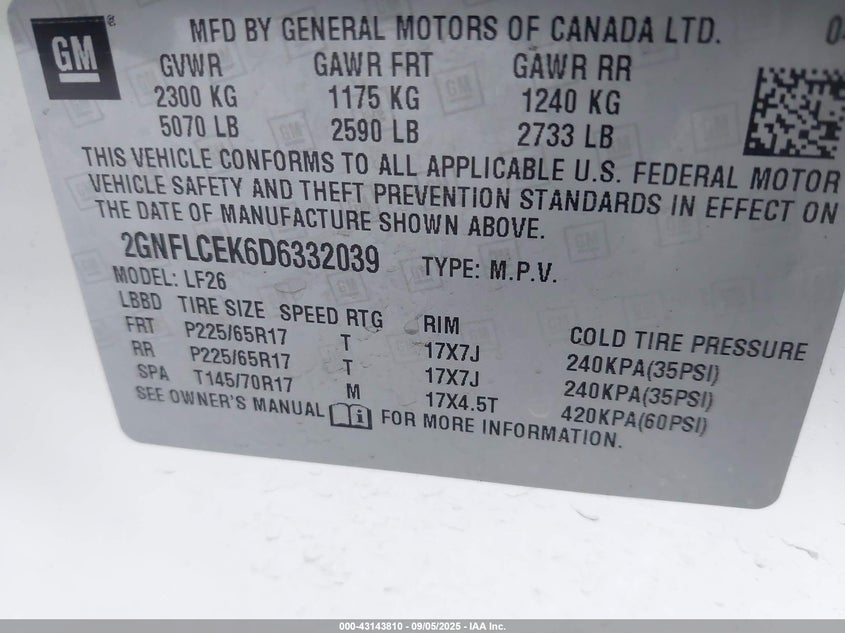 GM
MFD BY GENERAL MOTORS OF CANADA LTD.
GVWR GAWR FRT GAWR RR
2300 KG 1175 KG 1240 KG
5070 LB 2590 LB 2733 LB
THIS VEHICLE CONFORMS TO ALL APPLICABLE U.S. FEDERAL MOTOR
VEHICLE SAFETY AND THEFT PREVENTION STANDARDS IN EFFECT ON
THE DATE OF MANUFACTURE SHOWN ABOVE.
2GNFLCEK6D6332039 TYPE: M.P.V.
MODEL: LF26
LBBD TIRE SIZE SPEED RTG RIM COLD TIRE PRESSURE
FRT P225/65R17 T 17X7J 240KPA(35PSI)
RR P225/65R17 T 17X7J 240KPA(35PSI)
SPA T145/70R17 M 17X4.5T 420KPA(60PSI)
SEE OWNER'S MANUAL FOR MORE INFORMATION.
000-43143810 - 09/05/2025 - IAA Inc.